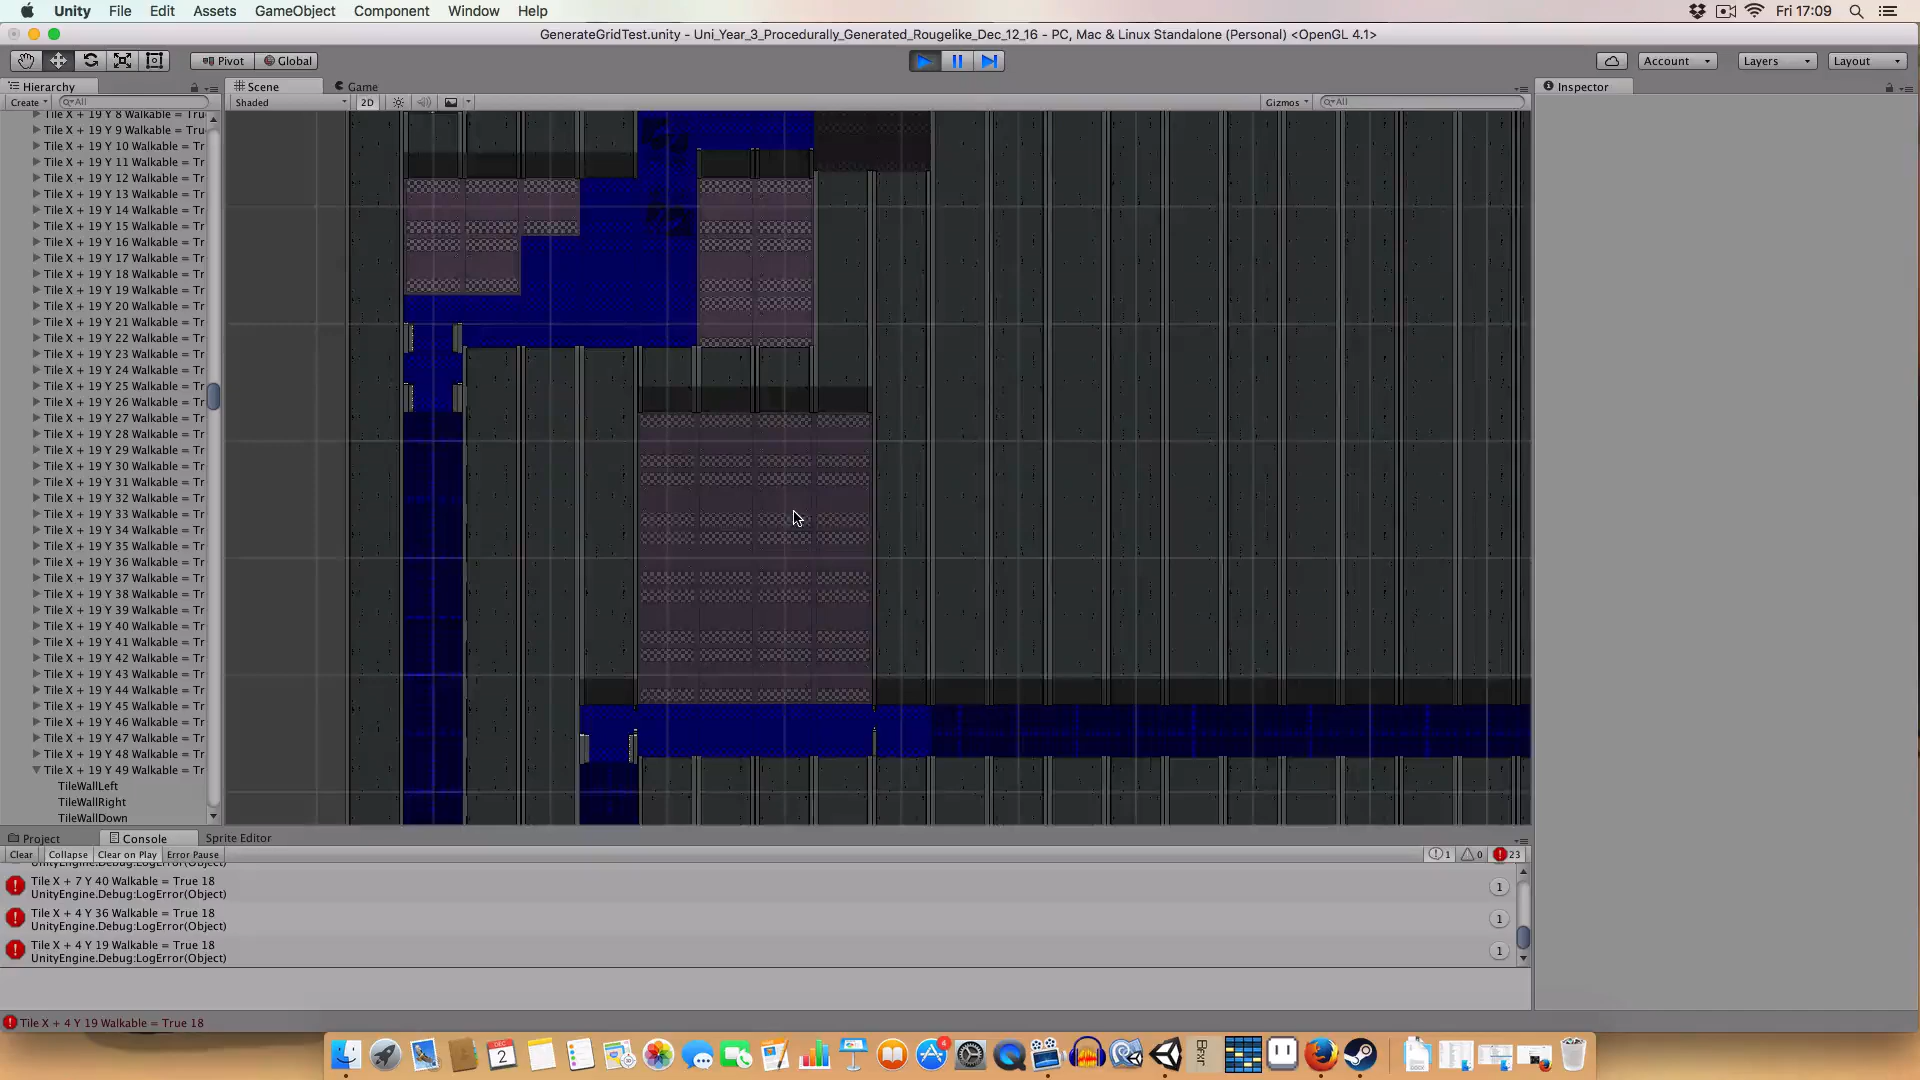 Unity File Edit Assets GameObject Component Window Help Fri 17:09
GenerateGridTest.unity - Uni_Year_3_Procedurally_Generated_Rougelike_Dec_12_16 - PC, Mac & Linux Standalone (Personal) <OpenGL 4.1>
Pivot Global Account Layers Layout
Hierarchy Scene Game Inspector
Create All Shaded 2D Gizmos All
Tile X + 19 Y 8 Walkable = Tru
Tile X + 19 Y 9 Walkable = Tru
Tile X + 19 Y 10 Walkable = Tr
Tile X + 19 Y 11 Walkable = Tr
Tile X + 19 Y 12 Walkable = Tr
Tile X + 19 Y 13 Walkable = Tr
Tile X + 19 Y 14 Walkable = Tr
Tile X + 19 Y 15 Walkable = Tr
Tile X + 19 Y 16 Walkable = Tr
Tile X + 19 Y 17 Walkable = Tr
Tile X + 19 Y 18 Walkable = Tr
Tile X + 19 Y 19 Walkable = Tr
Tile X + 19 Y 20 Walkable = Tr
Tile X + 19 Y 21 Walkable = Tr
Tile X + 19 Y 22 Walkable = Tr
Tile X + 19 Y 23 Walkable = Tr
Tile X + 19 Y 24 Walkable = Tr
Tile X + 19 Y 25 Walkable = Tr
Tile X + 19 Y 26 Walkable = Tr
Tile X + 19 Y 27 Walkable = Tr
Tile X + 19 Y 28 Walkable = Tr
Tile X + 19 Y 29 Walkable = Tr
Tile X + 19 Y 30 Walkable = Tr
Tile X + 19 Y 31 Walkable = Tr
Tile X + 19 Y 32 Walkable = Tr
Tile X + 19 Y 33 Walkable = Tr
Tile X + 19 Y 34 Walkable = Tr
Tile X + 19 Y 35 Walkable = Tr
Tile X + 19 Y 36 Walkable = Tr
Tile X + 19 Y 37 Walkable = Tr
Tile X + 19 Y 38 Walkable = Tr
Tile X + 19 Y 39 Walkable = Tr
Tile X + 19 Y 40 Walkable = Tr
Tile X + 19 Y 41 Walkable = Tr
Tile X + 19 Y 42 Walkable = Tr
Tile X + 19 Y 43 Walkable = Tr
Tile X + 19 Y 44 Walkable = Tr
Tile X + 19 Y 45 Walkable = Tr
Tile X + 19 Y 46 Walkable = Tr
Tile X + 19 Y 47 Walkable = Tr
Tile X + 19 Y 48 Walkable = Tr
Tile X + 19 Y 49 Walkable = Tr
TileWallLeft
TileWallRight
TileWallDown
Project Console Sprite Editor
Clear Collapse Clear on Play Error Pause 1 0 23
UnityEngine.Debug:LogError(Object)
Tile X + 7 Y 40 Walkable = True 18
UnityEngine.Debug:LogError(Object) 1
Tile X + 4 Y 36 Walkable = True 18
UnityEngine.Debug:LogError(Object) 1
Tile X + 4 Y 19 Walkable = True 18
UnityEngine.Debug:LogError(Object) 1
Tile X + 4 Y 19 Walkable = True 18
DEC
2
4
Bfxr